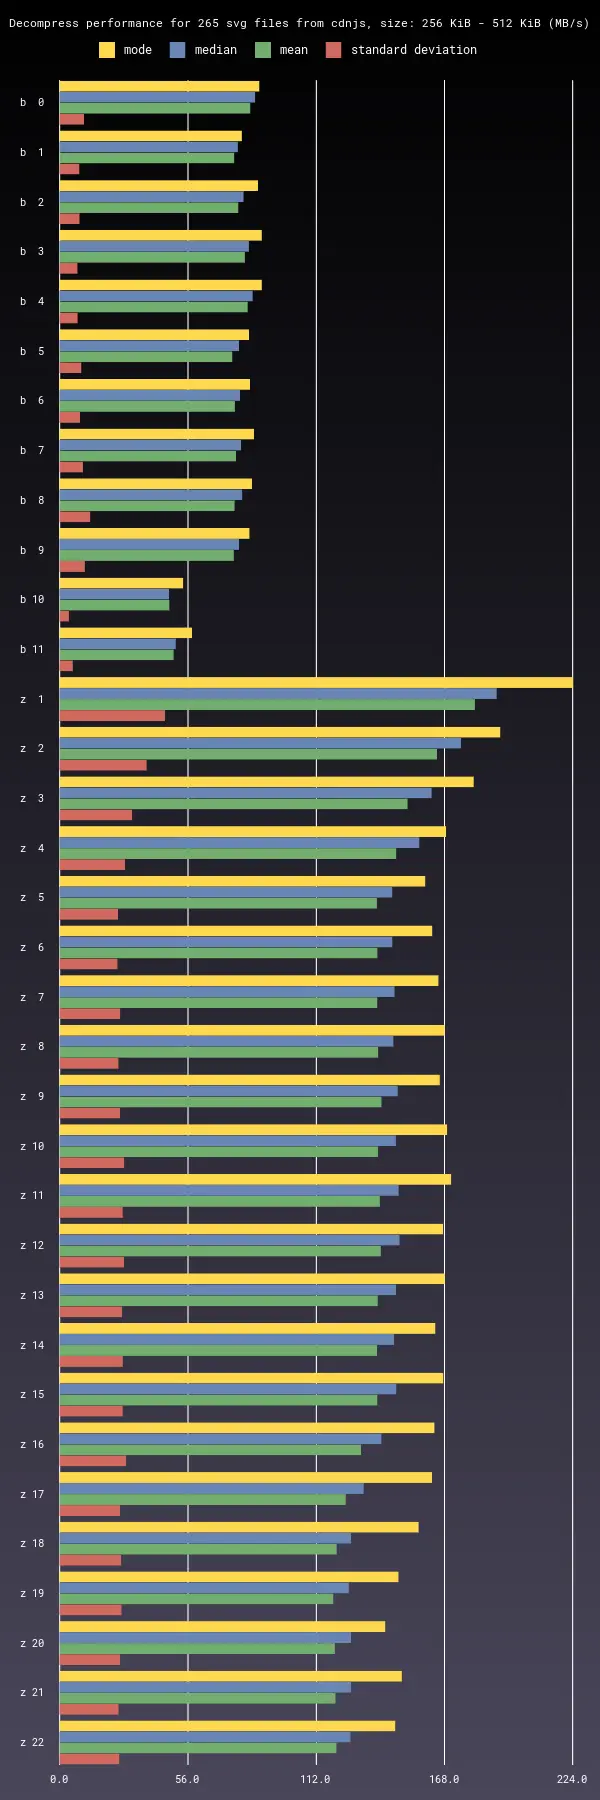 Decompress performance for 265 svg files from cdnjs, size: 256 KiB - 512 KiB (MB/s)
mode median mean standard deviation
b 0
b 1
b 2
b 3
b 4
b 5
b 6
b 7
b 8
b 9
b 10
b 11
z 1
z 2
z 3
z 4
z 5
z 6
z 7
z 8
z 9
z 10
z 11
z 12
z 13
z 14
z 15
z 16
z 17
z 18
z 19
z 20
z 21
z 22
0.0 56.0 112.0 168.0 224.0